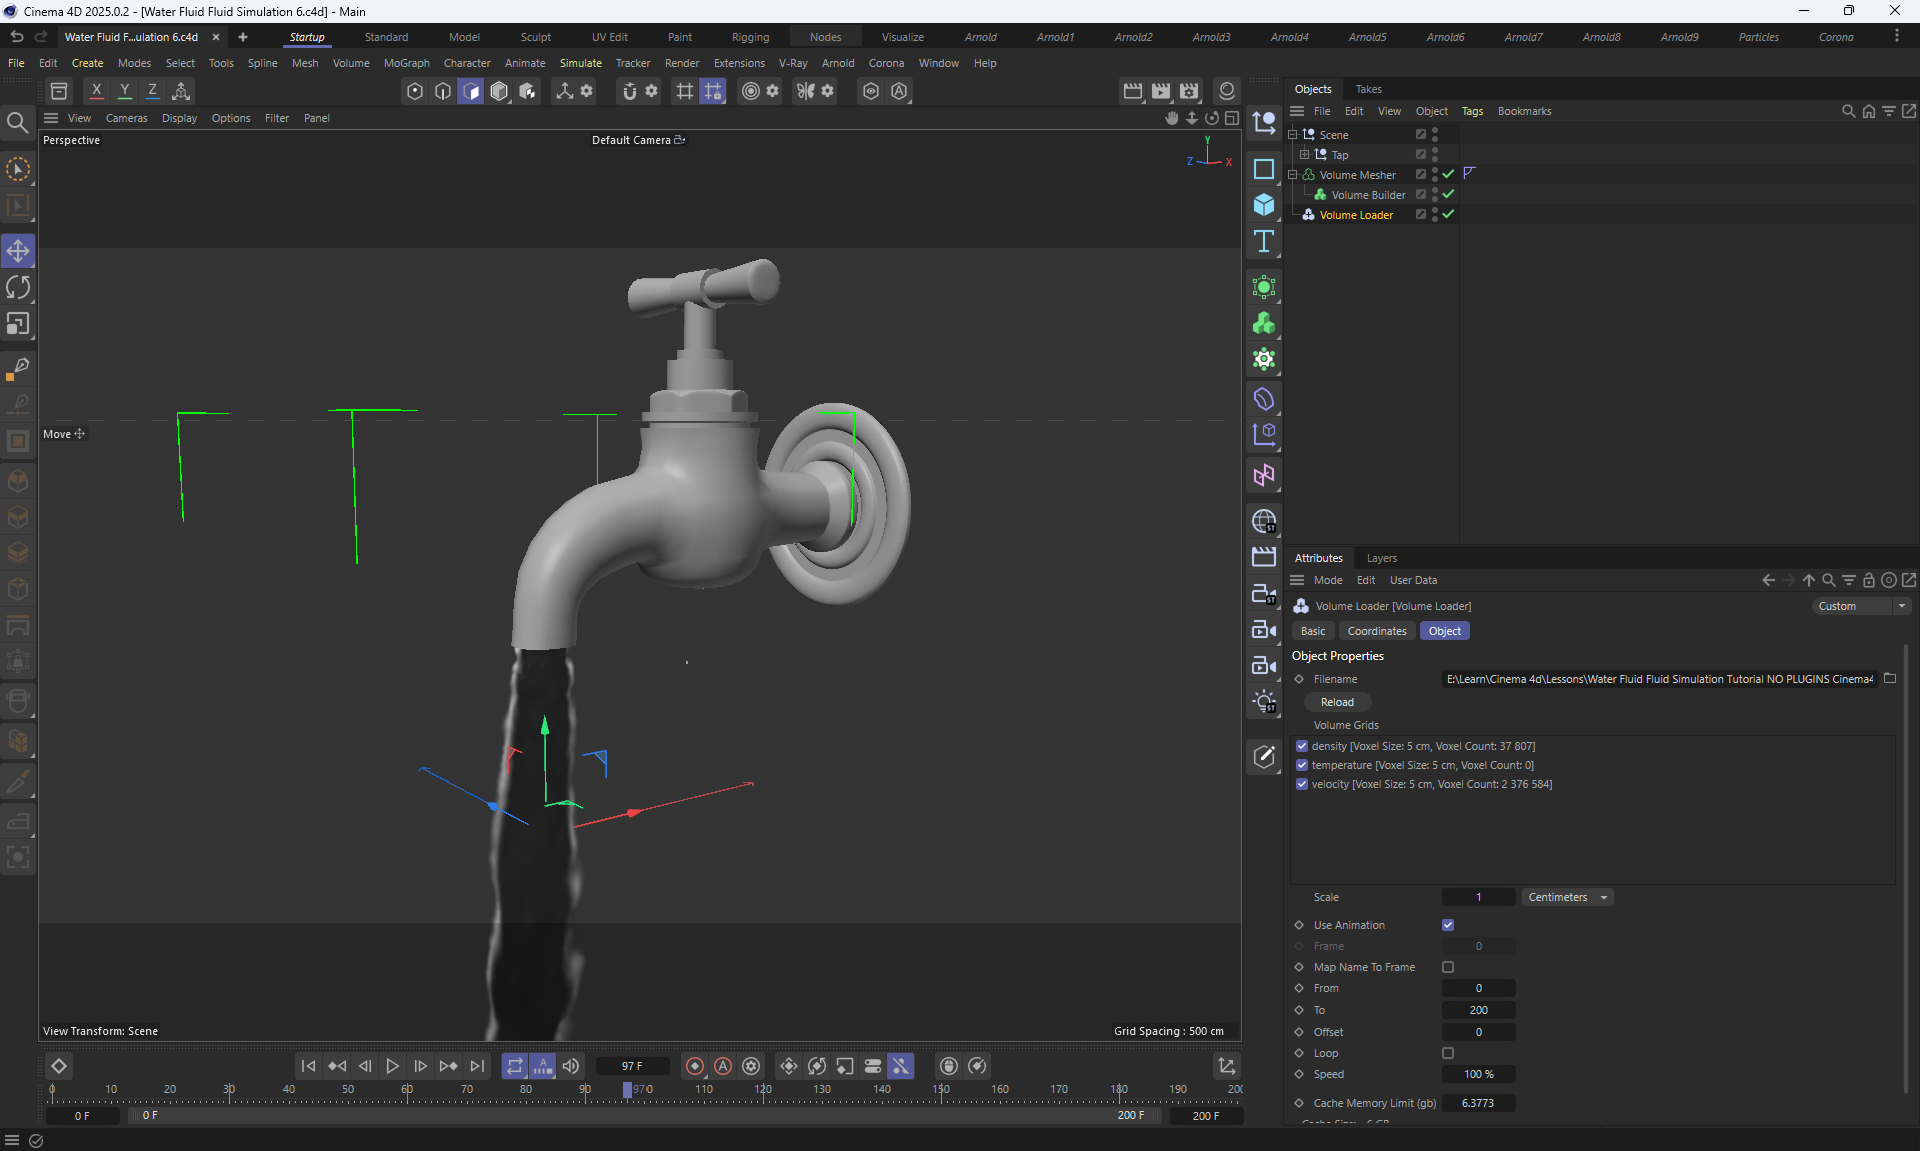 Cinema 4D 2025.0.2 - [Water Fluid Fluid Simulation 6.c4d] - Main
Water Fluid F...ulation 6.c4d × + Startup Standard Model Sculpt UV Edit Paint Rigging Nodes Visualize Arnold Arnold1 Arnold2 Arnold3 Arnold4 Arnold5 Arnold6 Arnold7 Arnold8 Arnold9 Particles Corona
File Edit Create Modes Select Tools Spline Mesh Volume MoGraph Character Animate Simulate Tracker Render Extensions V-Ray Arnold Corona Window Help
X Y Z
Objects Takes
File Edit View Object Tags Bookmarks
View Cameras Display Options Filter Panel
Perspective
Default Camera
Y
Z X
Scene
Tap
Volume Mesher
Volume Builder
Volume Loader
Move
Attributes Layers
Mode Edit User Data
Volume Loader [Volume Loader]
Custom
Basic Coordinates Object
Object Properties
Filename E:\Learn\Cinema 4d\Lessons\Water Fluid Fluid Simulation Tutorial NO PLUGINS Cinema4
Reload
Volume Grids
density [Voxel Size: 5 cm, Voxel Count: 37 807]
temperature [Voxel Size: 5 cm, Voxel Count: 0]
velocity [Voxel Size: 5 cm, Voxel Count: 2 376 584]
Scale 1 Centimeters
Use Animation
Frame 0
Map Name To Frame
From 0
To 200
Offset 0
Loop
Speed 100 %
Cache Memory Limit (gb) 6.3773
Cache Size: 6 GB
View Transform: Scene
Grid Spacing : 500 cm
97 F
0 10 20 30 40 50 60 70 80 90 970 110 120 130 140 150 160 170 180 190 200
0 F 0 F 200 F 200 F